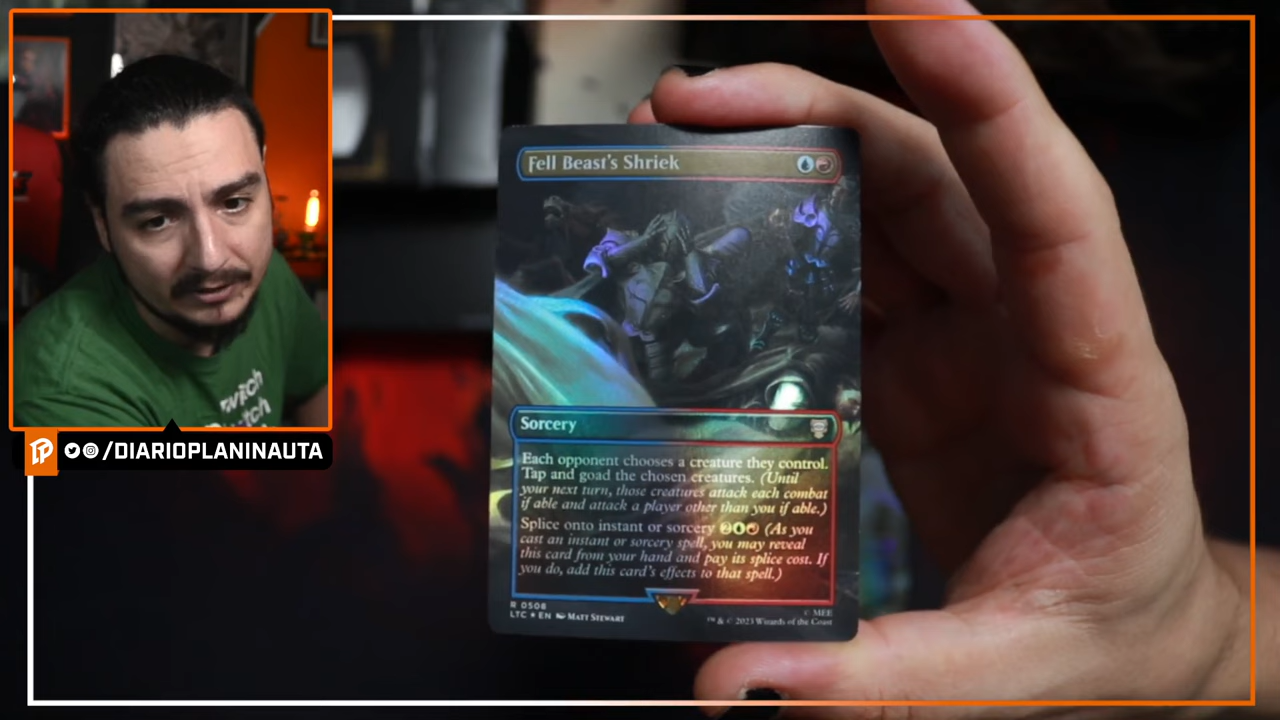 Fell Beast's Shriek
Sorcery
Each opponent chooses a creature they control.
Tap and goad the chosen creatures. (Until
your next turn, those creatures attack each combat
if able and attack a player other than you if able.)
Splice onto instant or sorcery 2 (As you
cast an instant or sorcery spell, you may reveal
this card from your hand and pay its splice cost. If
you do, add this card's effects to that spell.)
R 0508
LTC ★ EN MATT STEWART
© MEE
™ & © 2023 Wizards of the Coast
/DIARIOPLANINAUTA
twitch